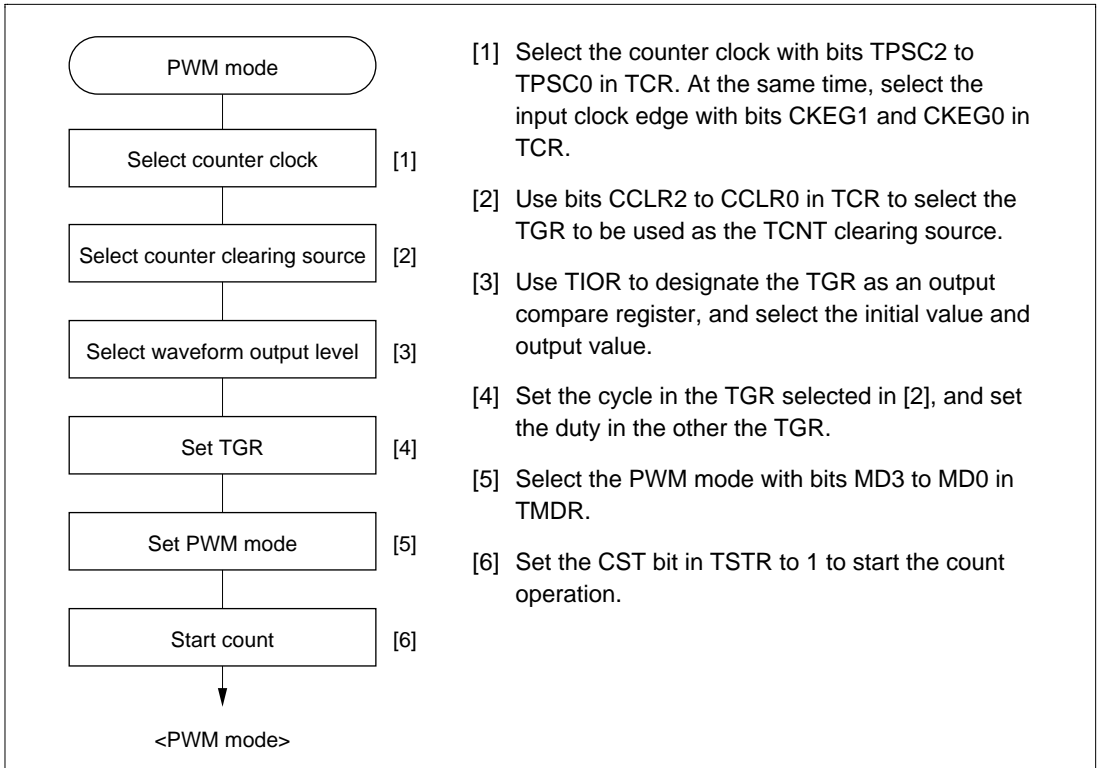 PWM mode
Select counter clock [1]
Select counter clearing source [2]
Select waveform output level [3]
Set TGR [4]
Set PWM mode [5]
Start count [6]
<PWM mode>
[1] Select the counter clock with bits TPSC2 to
TPSC0 in TCR. At the same time, select the
input clock edge with bits CKEG1 and CKEG0 in
TCR.
[2] Use bits CCLR2 to CCLR0 in TCR to select the
TGR to be used as the TCNT clearing source.
[3] Use TIOR to designate the TGR as an output
compare register, and select the initial value and
output value.
[4] Set the cycle in the TGR selected in [2], and set
the duty in the other the TGR.
[5] Select the PWM mode with bits MD3 to MD0 in
TMDR.
[6] Set the CST bit in TSTR to 1 to start the count
operation.